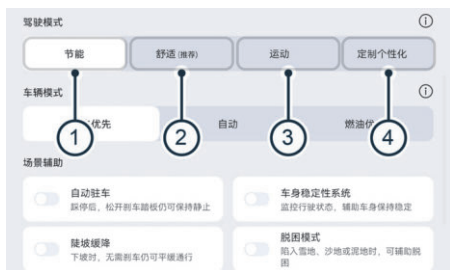 驾驶模式
节能 舒适(推荐) 运动 定制个性化
1 2 3 4
车辆模式
优先 自动 燃油优
场景辅助
自动驻车 车身稳定性系统
踩停后，松开刹车踏板仍可保持静止 监控行驶状态，辅助车身保持稳定
陡坡缓降 脱困模式
下坡时，无需刹车仍可平缓通行 陷入雪地、沙地或泥地时，可辅助脱
困